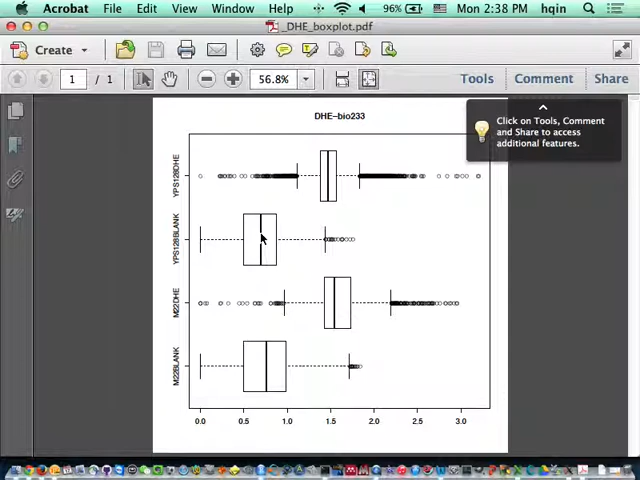 Acrobat File Edit View Window Help 96% Mon 2:38 PM hqin
_DHE_boxplot.pdf
Create
1 / 1 56.8% Tools Comment Share
Click on Tools, Comment
and Share to access
additional features.
DHE-bio233
YPS128DHE
YPS128BLANK
M22DHE
M22BLANK
0.0 0.5 1.0 1.5 2.0 2.5 3.0